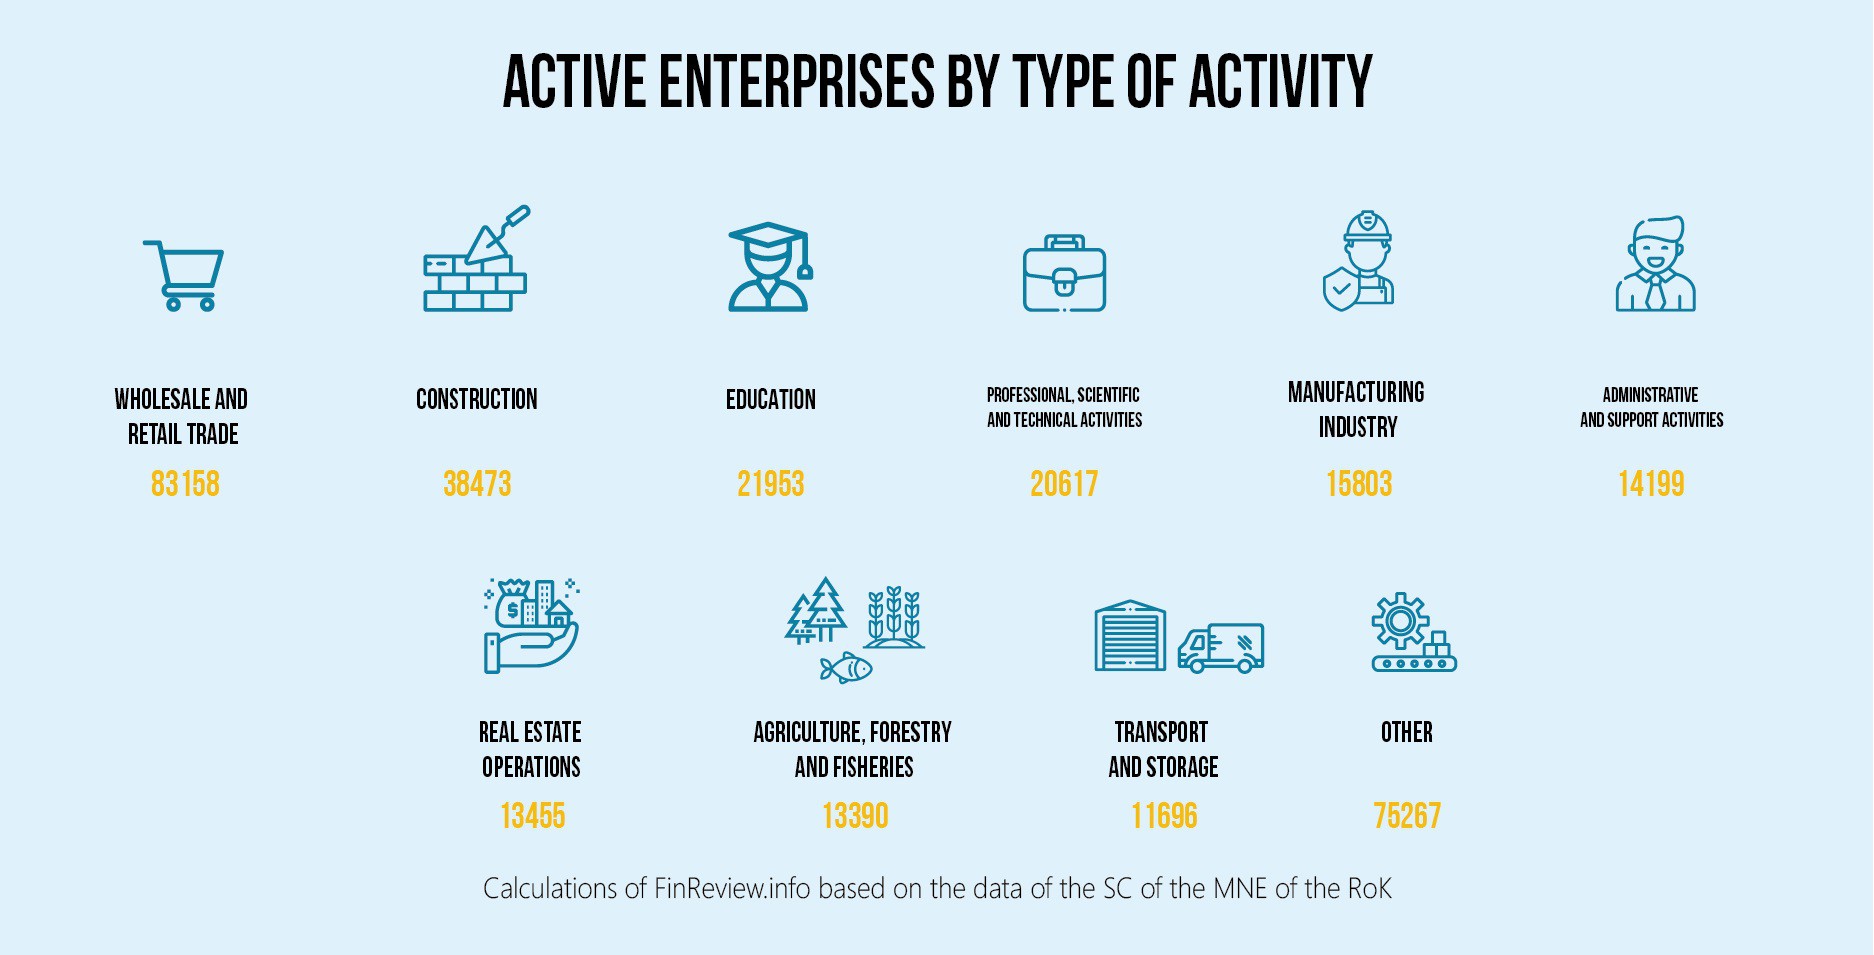 ACTIVE ENTERPRISES BY TYPE OF ACTIVITY
WHOLESALE AND
RETAIL TRADE
83158
CONSTRUCTION
38473
EDUCATION
21953
PROFESSIONAL, SCIENTIFIC
AND TECHNICAL ACTIVITIES
20617
MANUFACTURING
INDUSTRY
15803
ADMINISTRATIVE
AND SUPPORT ACTIVITIES
14199
$
REAL ESTATE
OPERATIONS
13455
AGRICULTURE, FORESTRY
AND FISHERIES
13390
TRANSPORT
AND STORAGE
11696
OTHER
75267
Calculations of FinReview.info based on the data of the SC of the MNE of the RoK